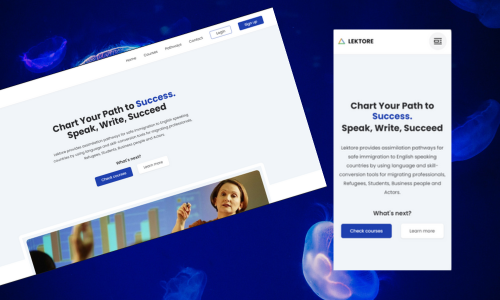 Home Courses Pathways Contact Login Sign up
Chart Your Path to Success.
Speak, Write, Succeed
Lektore provides assimilation pathways for safe immigration to English speaking
countries by using language and skill-conversion tools for migrating professionals,
Refugees, Students, Business people and Actors.
What's next?
Check courses Learn more
LEKTORE
Chart Your Path to
Success.
Speak, Write, Succeed
Lektore provides assimilation pathways for
safe immigration to English speaking
countries by using language and skill-
conversion tools for migrating professionals,
Refugees, Students, Business people and
Actors.
What's next?
Check courses Learn more